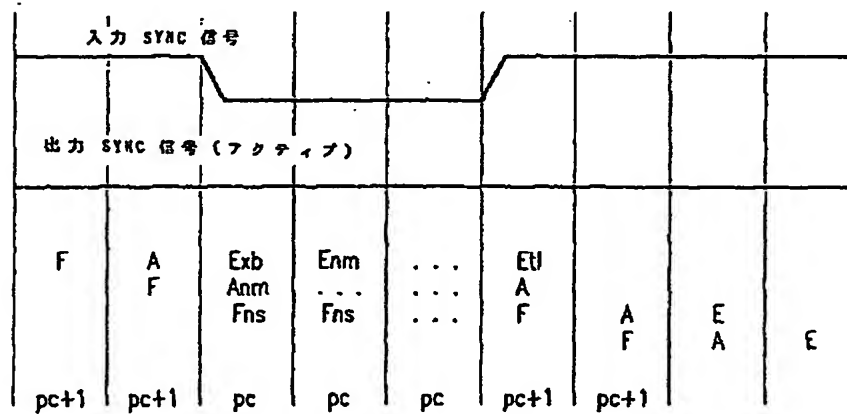 入力 SYNC 信号
出力 SYNC 信号 (アクティブ)
F A Exb Enm . . . Etl
F Anm . . . . . . A
Fns Fns . . . F A E
F A E
pc+1 pc+1 pc pc pc pc+1 pc+1